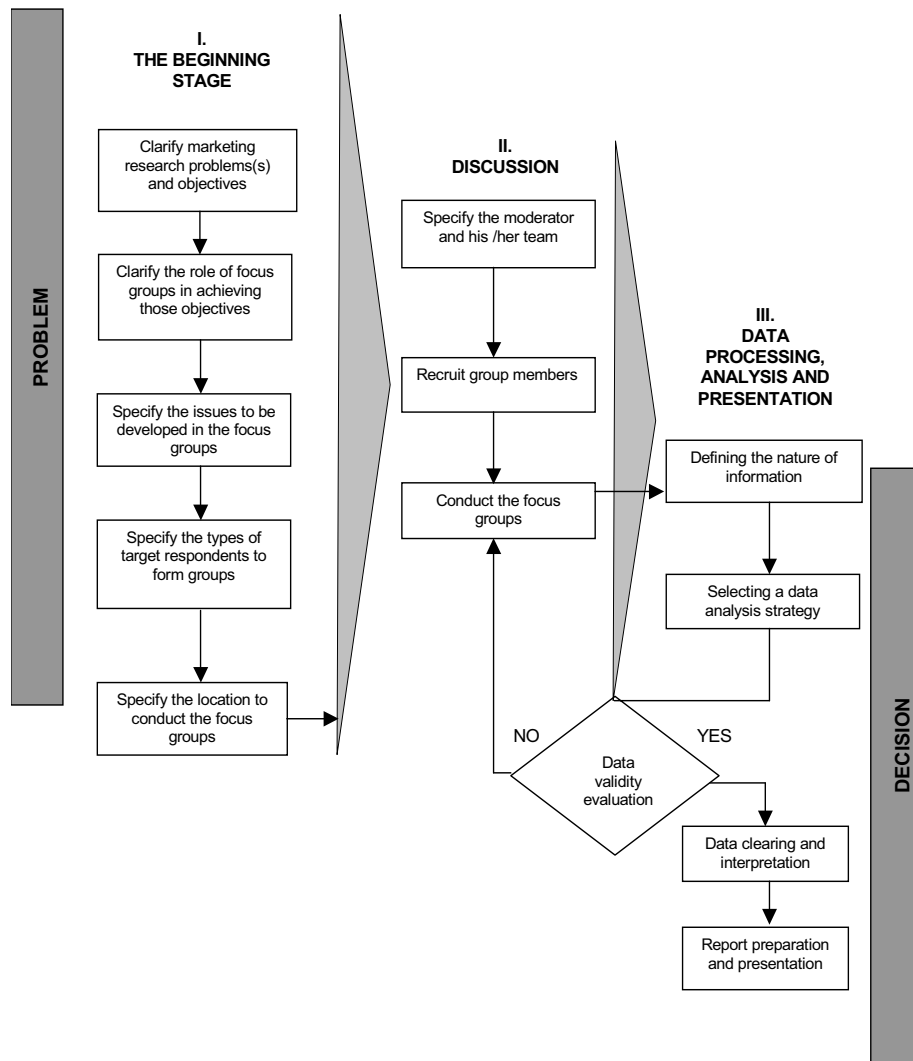 PROBLEM
I.
THE BEGINNING
STAGE
Clarify marketing
research problems(s)
and objectives
Clarify the role of focus
groups in achieving
those objectives
Specify the issues to be
developed in the focus
groups
Specify the types of
target respondents to
form groups
Specify the location to
conduct the focus
groups
II.
DISCUSSION
Specify the moderator
and his /her team
Recruit group members
Conduct the focus
groups
III.
DATA
PROCESSING,
ANALYSIS AND
PRESENTATION
Defining the nature of
information
Selecting a data
analysis strategy
NO
YES
Data
validity
evaluation
Data clearing and
interpretation
Report preparation
and presentation
DECISION